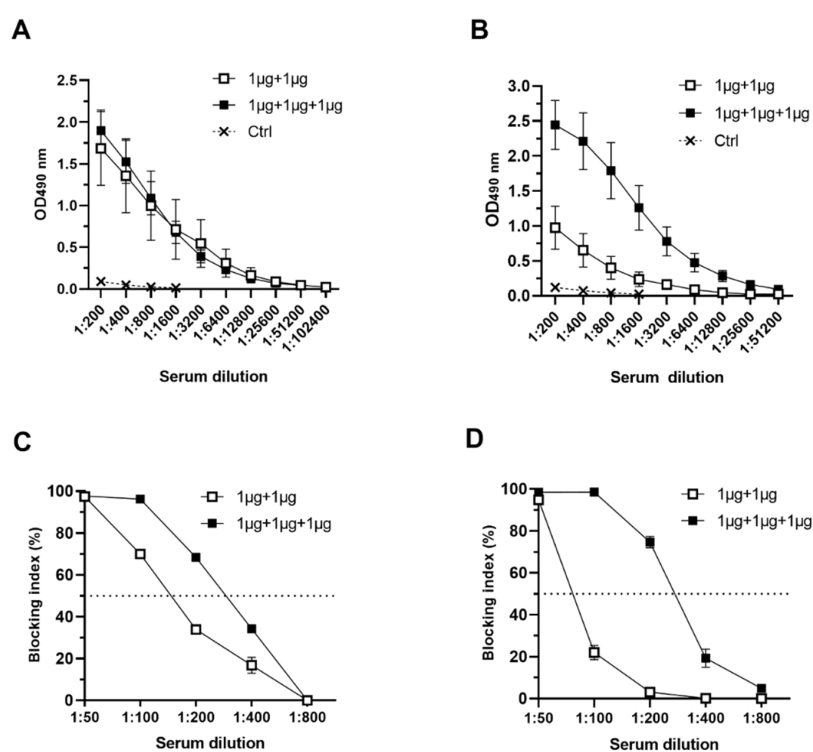 A
2.5
2.0
1.5
1.0
0.5
0.0
OD490 nm
1µg+1µg
1µg+1µg+1µg
Ctrl
1:200
1:400
1:800
1:1600
1:3200
1:6400
1:12800
1:25600
1:51200
1:102400
Serum dilution
B
3.0
2.5
2.0
1.5
1.0
0.5
0.0
OD490 nm
1µg+1µg
1µg+1µg+1µg
Ctrl
1:200
1:400
1:800
1:1600
1:3200
1:6400
1:12800
1:25600
1:51200
Serum dilution
C
100
80
60
40
20
0
Blocking index (%)
1µg+1µg
1µg+1µg+1µg
1:50
1:100
1:200
1:400
1:800
Serum dilution
D
100
80
60
40
20
0
Blocking index (%)
1µg+1µg
1µg+1µg+1µg
1:50
1:100
1:200
1:400
1:800
Serum dilution